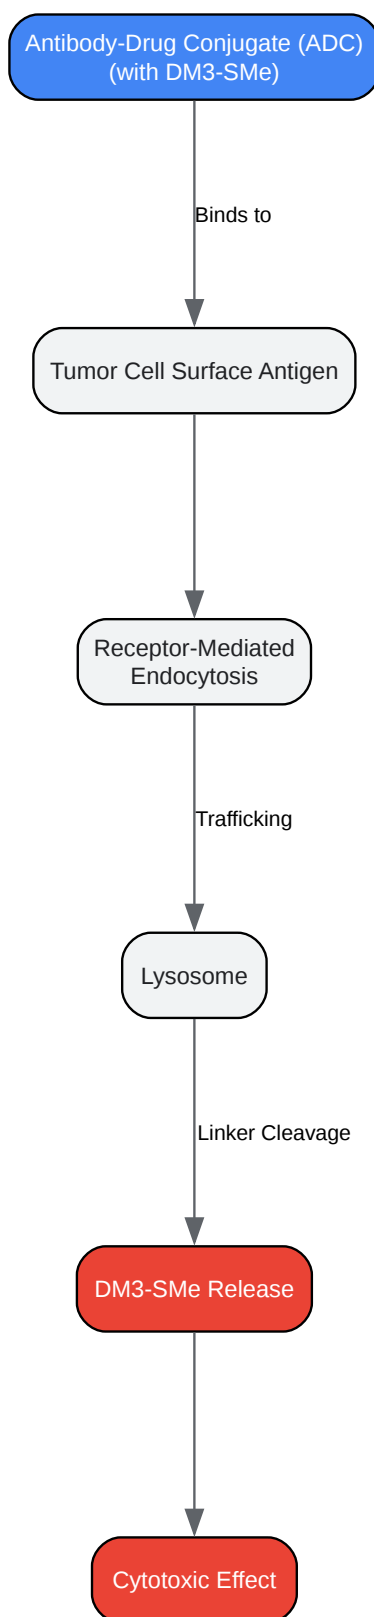 Antibody-Drug Conjugate (ADC)
(with DM3-SMe)
Binds to
Tumor Cell Surface Antigen
Receptor-Mediated
Endocytosis
Trafficking
Lysosome
Linker Cleavage
DM3-SMe Release
Cytotoxic Effect